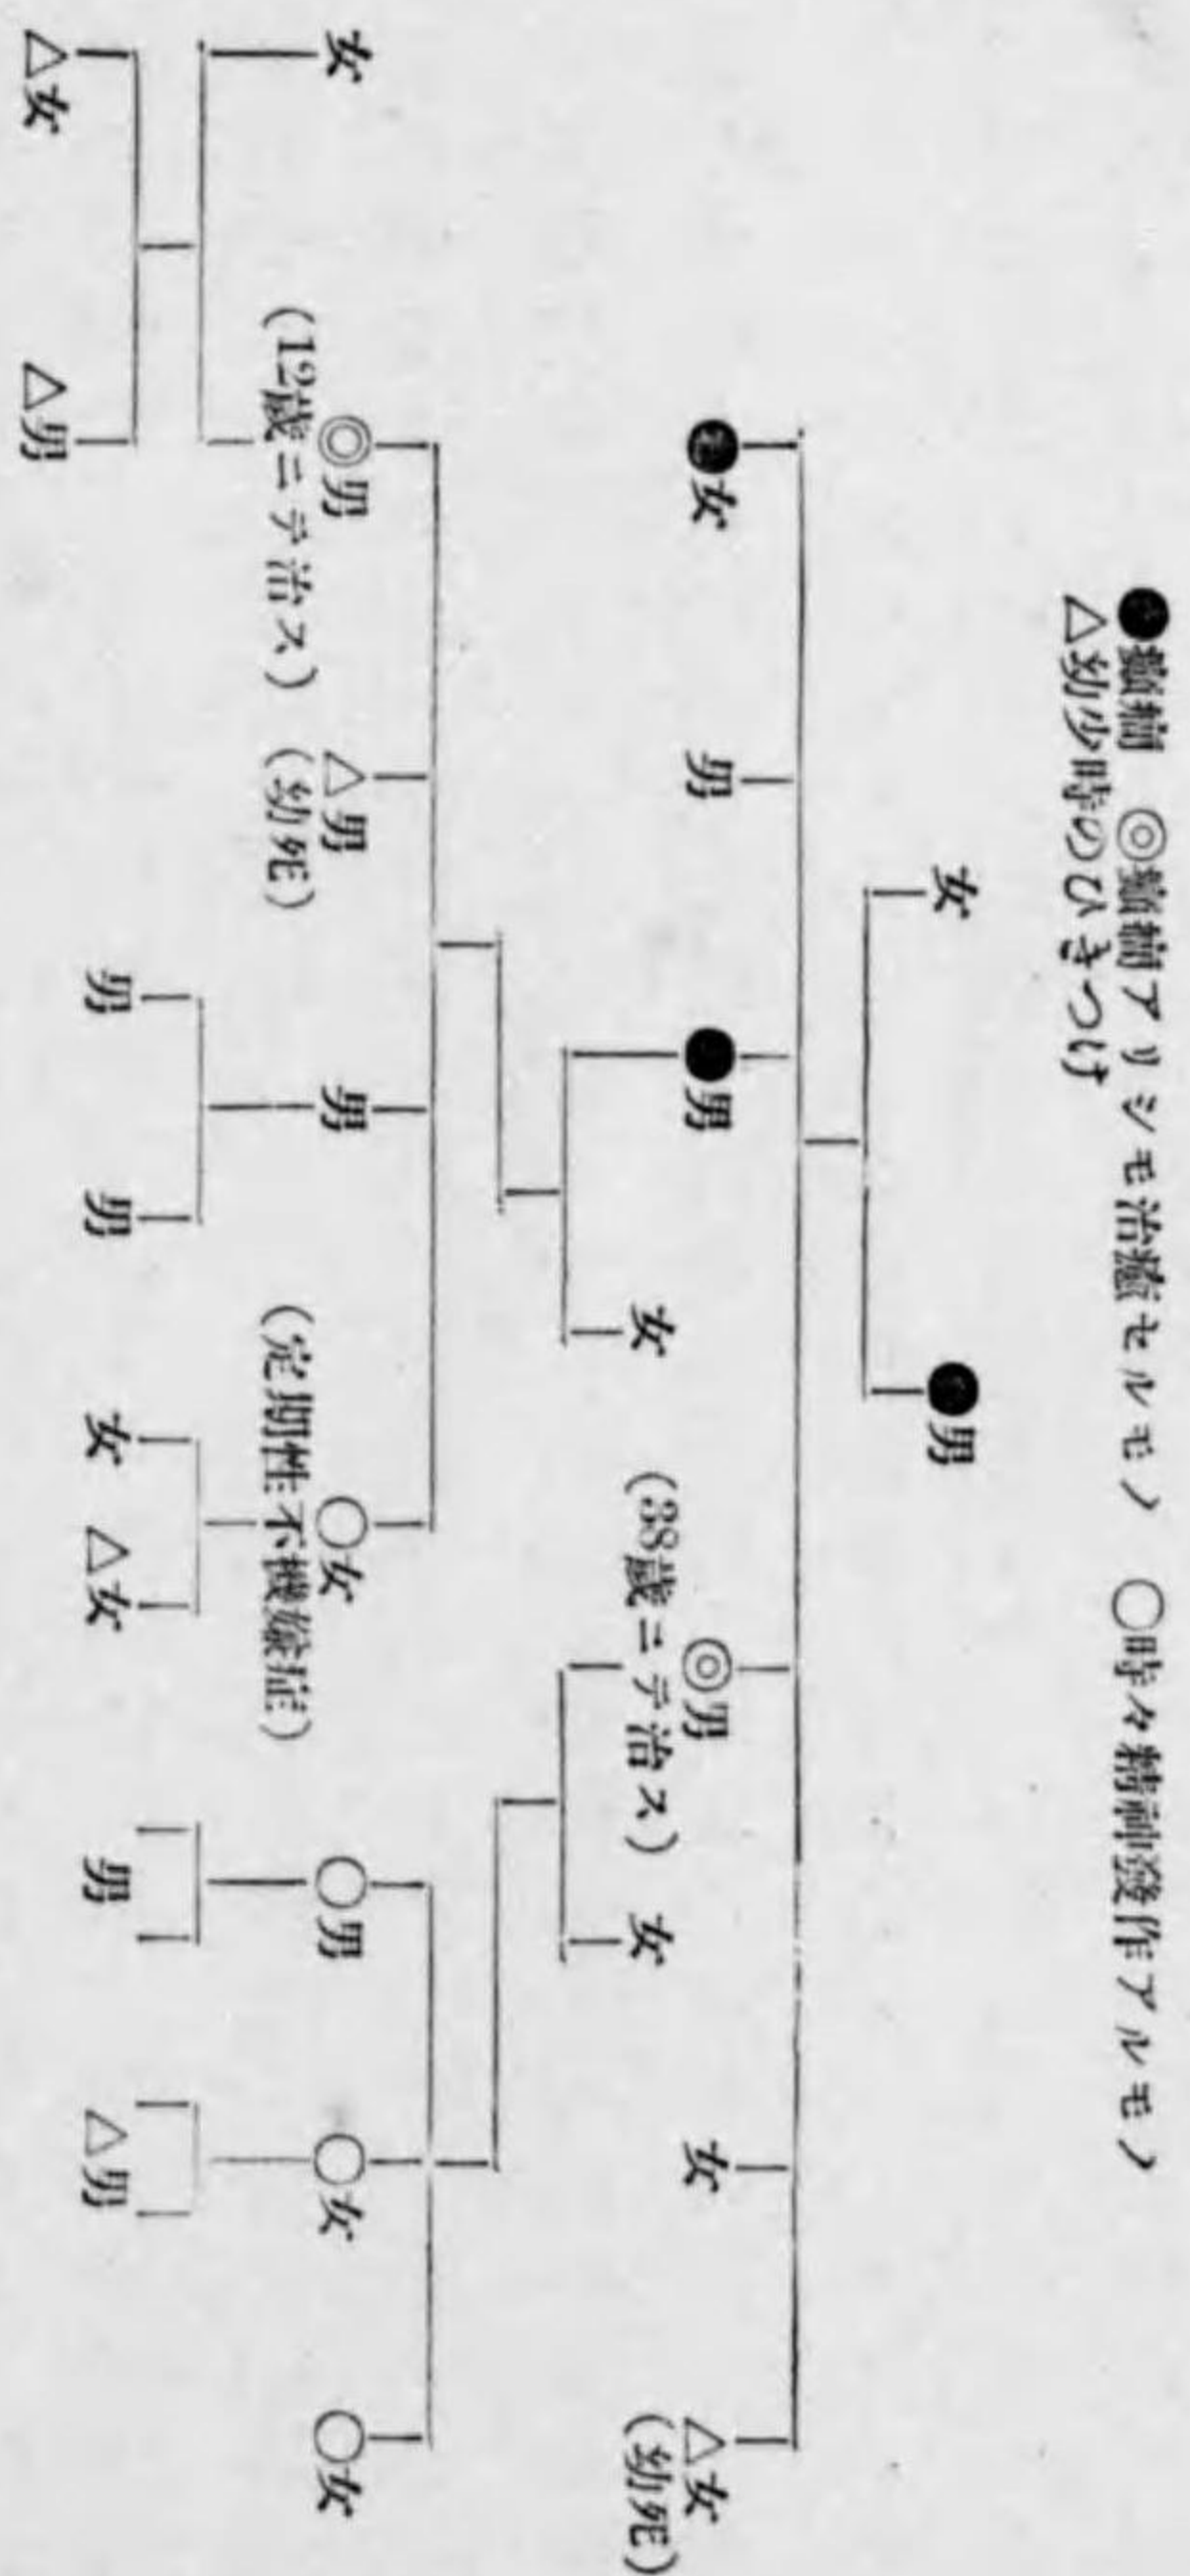 ●癲癇 ◎癲癇アリシモ治癒セルモノ ○時々精神發作アルモノ
△幼少時のひきつけ
女 ●男
●女 男 ●男 ◎男 女 △女
(38歳ニテ治ス) (幼死)
女 女
◎男 △男 男 ○女 ○男 ○女 ○女
(12歳ニテ治ス) (幼死) (定期性不機嫌症)
女
男 男 女 △女 男 △男
△女 △男